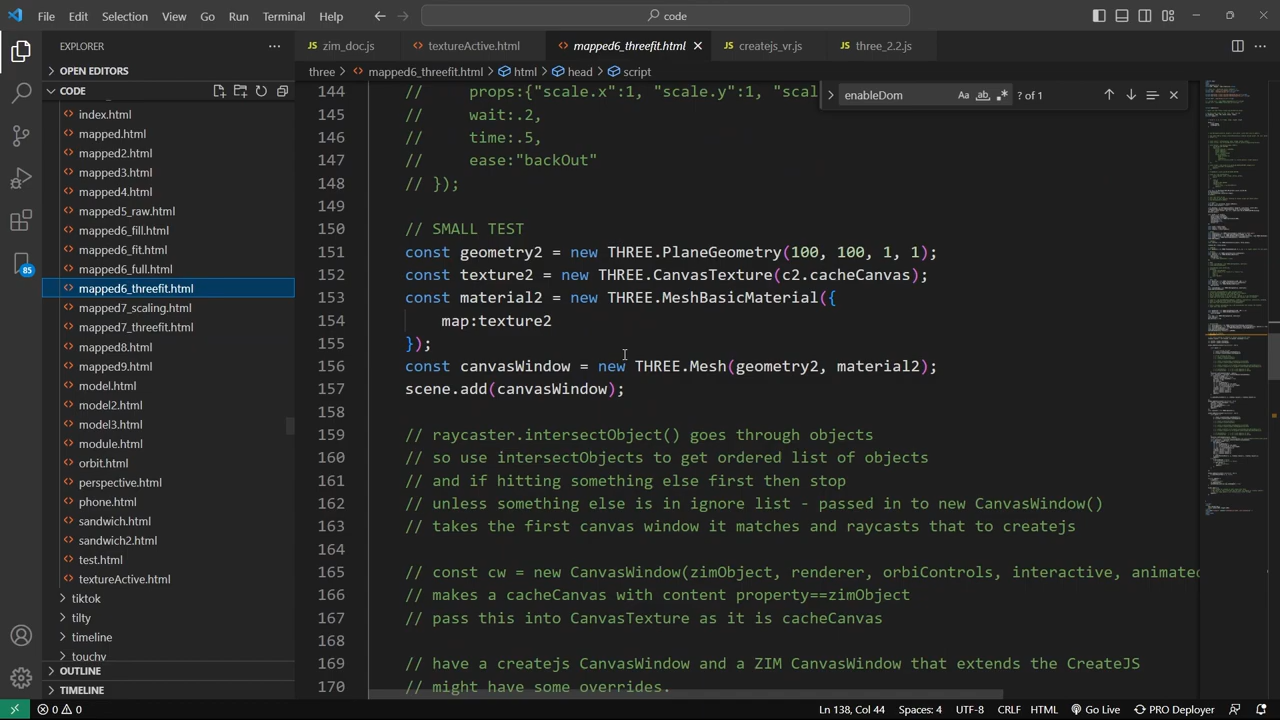 File Edit Selection View Go Run Terminal Help code
EXPLORER
zim_doc.js textureActive.html mapped6_threefit.html createjs_vr.js three_2.2.js
OPEN EDITORS
three > mapped6_threefit.html > html > head > script
CODE
enableDom ab ? of 1
index.html
mapped.html
mapped2.html
mapped3.html
mapped4.html
mapped5_raw.html
mapped6_fill.html
mapped6_fit.html
mapped6_full.html
mapped6_threefit.html
mapped7_scaling.html
mapped7_threefit.html
mapped8.html
mapped9.html
model.html
model2.html
model3.html
module.html
orbit.html
perspective.html
phone.html
sandwich.html
sandwich2.html
test.html
textureActive.html
tiktok
tilty
timeline
touchy
OUTLINE
TIMELINE
85
144 // props:{"scale.x":1, "scale.y":1, "scal
145 // wait:.2,
146 // time:.5,
147 // ease:"backOut"
148 // });
149
150 // SMALL TEST
151 const geometry2 = new THREE.PlaneGeometry(100, 100, 1, 1);
152 const texture2 = new THREE.CanvasTexture(c2.cacheCanvas);
153 const material2 = new THREE.MeshBasicMaterial({
154 map:texture2
155 });
156 const canvasWindow = new THREE.Mesh(geometry2, material2);
157 scene.add(canvasWindow);
158
159 // raycaster.intersectObject() goes through objects
160 // use intersectObjects to get ordered list of objects
161 // and if hitting something else first the stop
162 // unless something else is in ignore list - passed in to new CanvasWindow()
163 // takes the first canvas window it matches and raycasts that to createjs
164
165 // const cw = new CanvasWindow(zimObject, renderer, orbiControls, interactive, animated
166 // makes a cacheCanvas with content property==zimObject
167 // pass this into CanvasTexture as it is cacheCanvas
168
169 // have a createjs CanvasWindow and a ZIM CanvasWindow that extends the CreateJS
170 // might have some overrides.
0 0 Ln 138, Col 44 Spaces: 4 UTF-8 CRLF HTML Go Live PRO Deployer